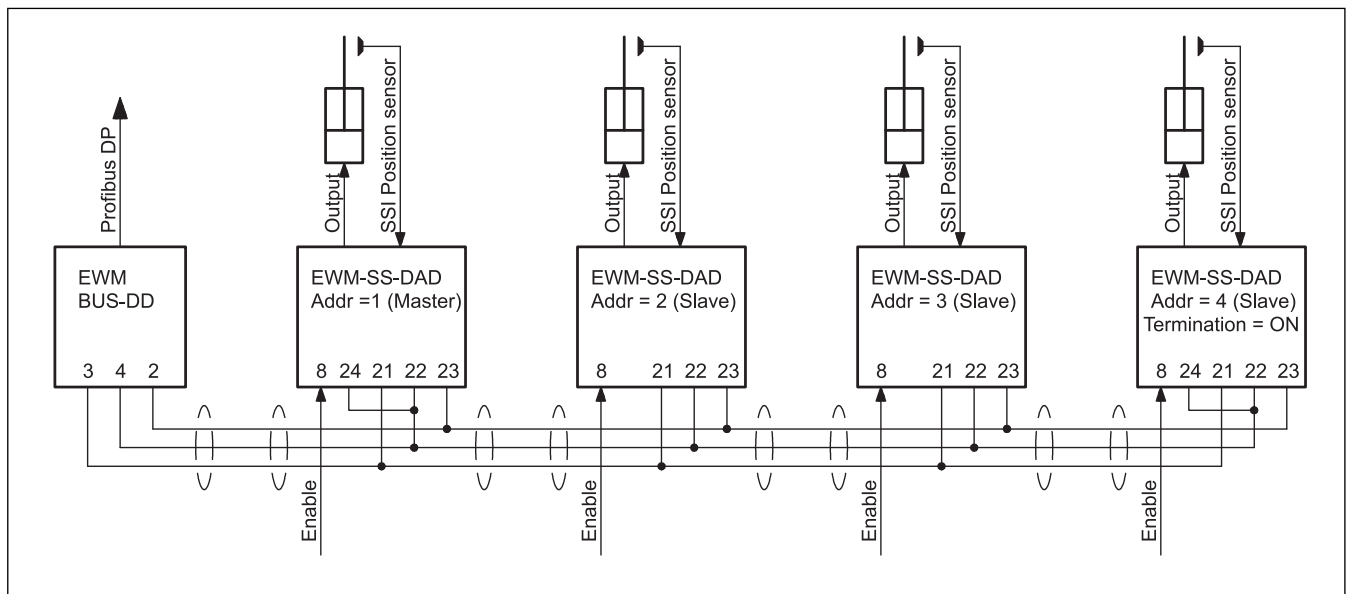 Profibus DP
EWM
BUS-DD
3 4 2
Output
SSI Position sensor
EWM-SS-DAD
Addr =1 (Master)
8 24 21 22 23
Enable
Output
SSI Position sensor
EWM-SS-DAD
Addr = 2 (Slave)
8 21 22 23
Enable
Output
SSI Position sensor
EWM-SS-DAD
Addr = 3 (Slave)
8 21 22 23
Enable
Output
SSI Position sensor
EWM-SS-DAD
Addr = 4 (Slave)
Termination = ON
8 24 21 22 23
Enable